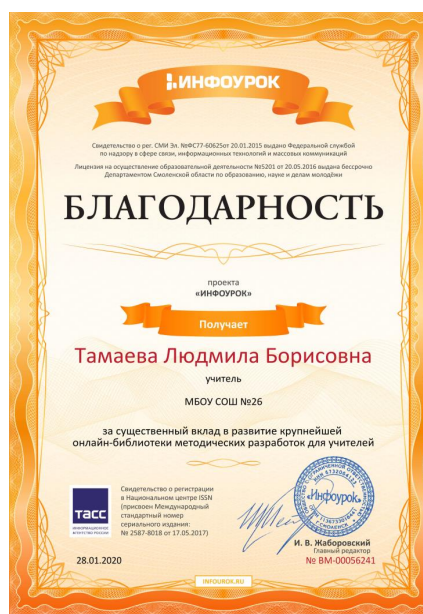 ИНФОУРОК
Свидетельство о рег. СМИ Эл. №ФС77-60625от 20.01.2015 выдано Федеральной службой
по надзору в сфере связи, информационных технологий и массовых коммуникаций
Лицензия на осуществление образовательной деятельности №5201 от 20.05.2016 выдана бессрочно
Департаментом Смоленской области по образованию, науке и делам молодёжи
БЛАГОДАРНОСТЬ
проекта
«ИНФОУРОК»
Получает
Тамаева Людмила Борисовна
учитель
МБОУ СОШ №26
за существенный вклад в развитие крупнейшей
онлайн-библиотеки методических разработок для учителей
тасс
ИНФОРМАЦИОННОЕ
АГЕНТСТВО РОССИИ
Свидетельство о регистрации
в Национальном центре ISSN
(присвоен Международный
стандартный номер
сериального издания:
№ 2587-8018 от 17.05.2017)
«Инфоурок»
И. В. Жаборовский
Главный редактор
28.01.2020
№ ВМ-00056241
INFOUROK.RU